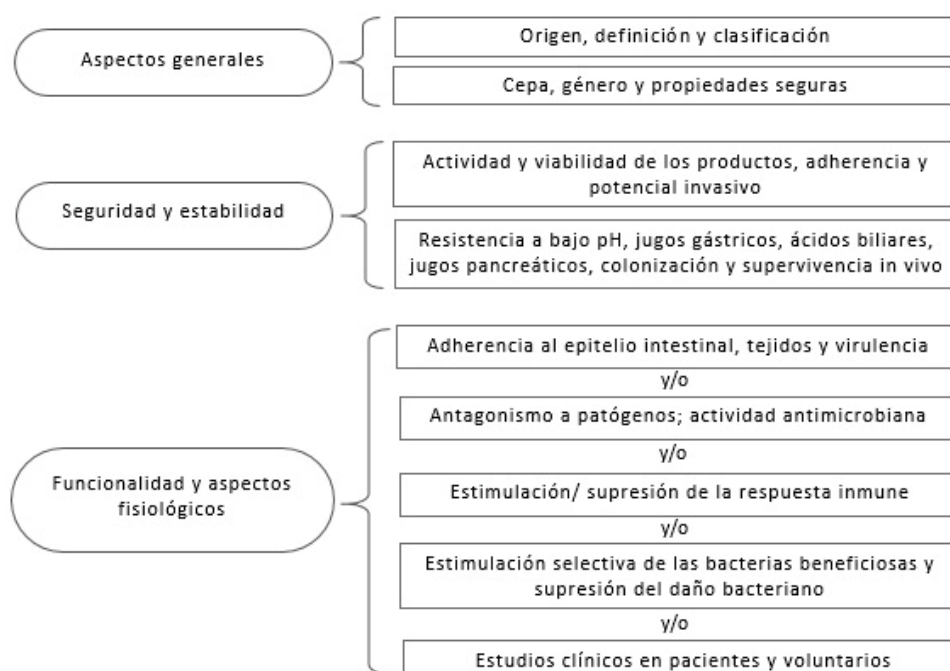 Aspectos generales
Origen, definición y clasificación
Cepa, género y propiedades seguras
Seguridad y estabilidad
Actividad y viabilidad de los productos, adherencia y
potencial invasivo
Resistencia a bajo pH, jugos gástricos, ácidos biliares,
jugos pancreáticos, colonización y supervivencia in vivo
Funcionalidad y aspectos
fisiológicos
Adherencia al epitelio intestinal, tejidos y virulencia
y/o
Antagonismo a patógenos; actividad antimicrobiana
y/o
Estimulación/ supresión de la respuesta inmune
y/o
Estimulación selectiva de las bacterias beneficiosas y
supresión del daño bacteriano
y/o
Estudios clínicos en pacientes y voluntarios